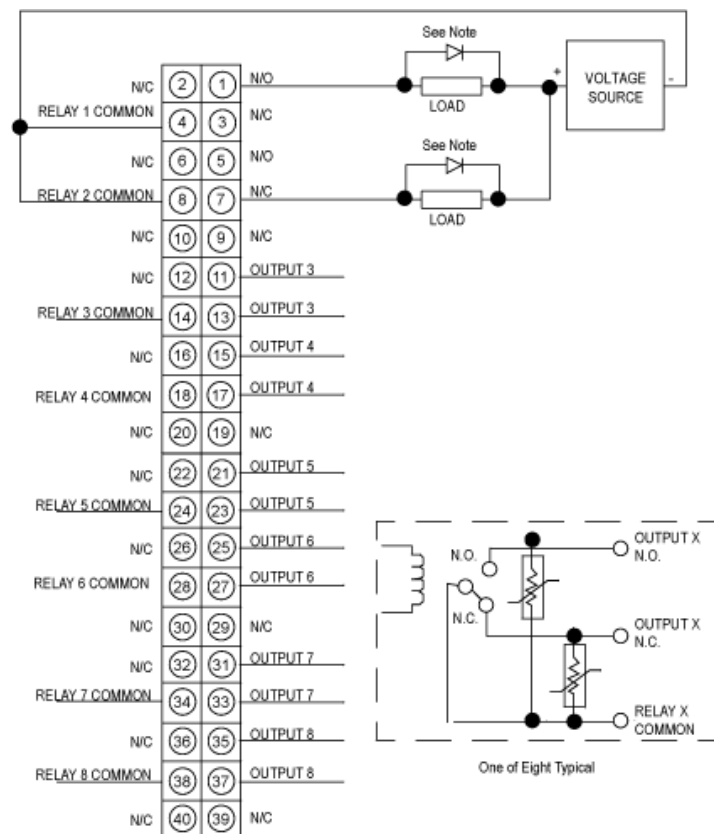 See Note
+ VOLTAGE SOURCE -
LOAD
N/C 2 1 N/O
RELAY 1 COMMON 4 3 N/C
See Note
N/C 6 5 N/O
RELAY 2 COMMON 8 7 N/C
LOAD
N/C 10 9 N/C
N/C 12 11 OUTPUT 3
RELAY 3 COMMON 14 13 OUTPUT 3
N/C 16 15 OUTPUT 4
RELAY 4 COMMON 18 17 OUTPUT 4
N/C 20 19 N/C
N/C 22 21 OUTPUT 5
RELAY 5 COMMON 24 23 OUTPUT 5
N/C 26 25 OUTPUT 6
RELAY 6 COMMON 28 27 OUTPUT 6
N/C 30 29 N/C
N/C 32 31 OUTPUT 7
RELAY 7 COMMON 34 33 OUTPUT 7
N/C 36 35 OUTPUT 8
RELAY 8 COMMON 38 37 OUTPUT 8
N/C 40 39 N/C
N.O.
N.C.
OUTPUT X
N.O.
OUTPUT X
N.C.
RELAY X
COMMON
One of Eight Typical